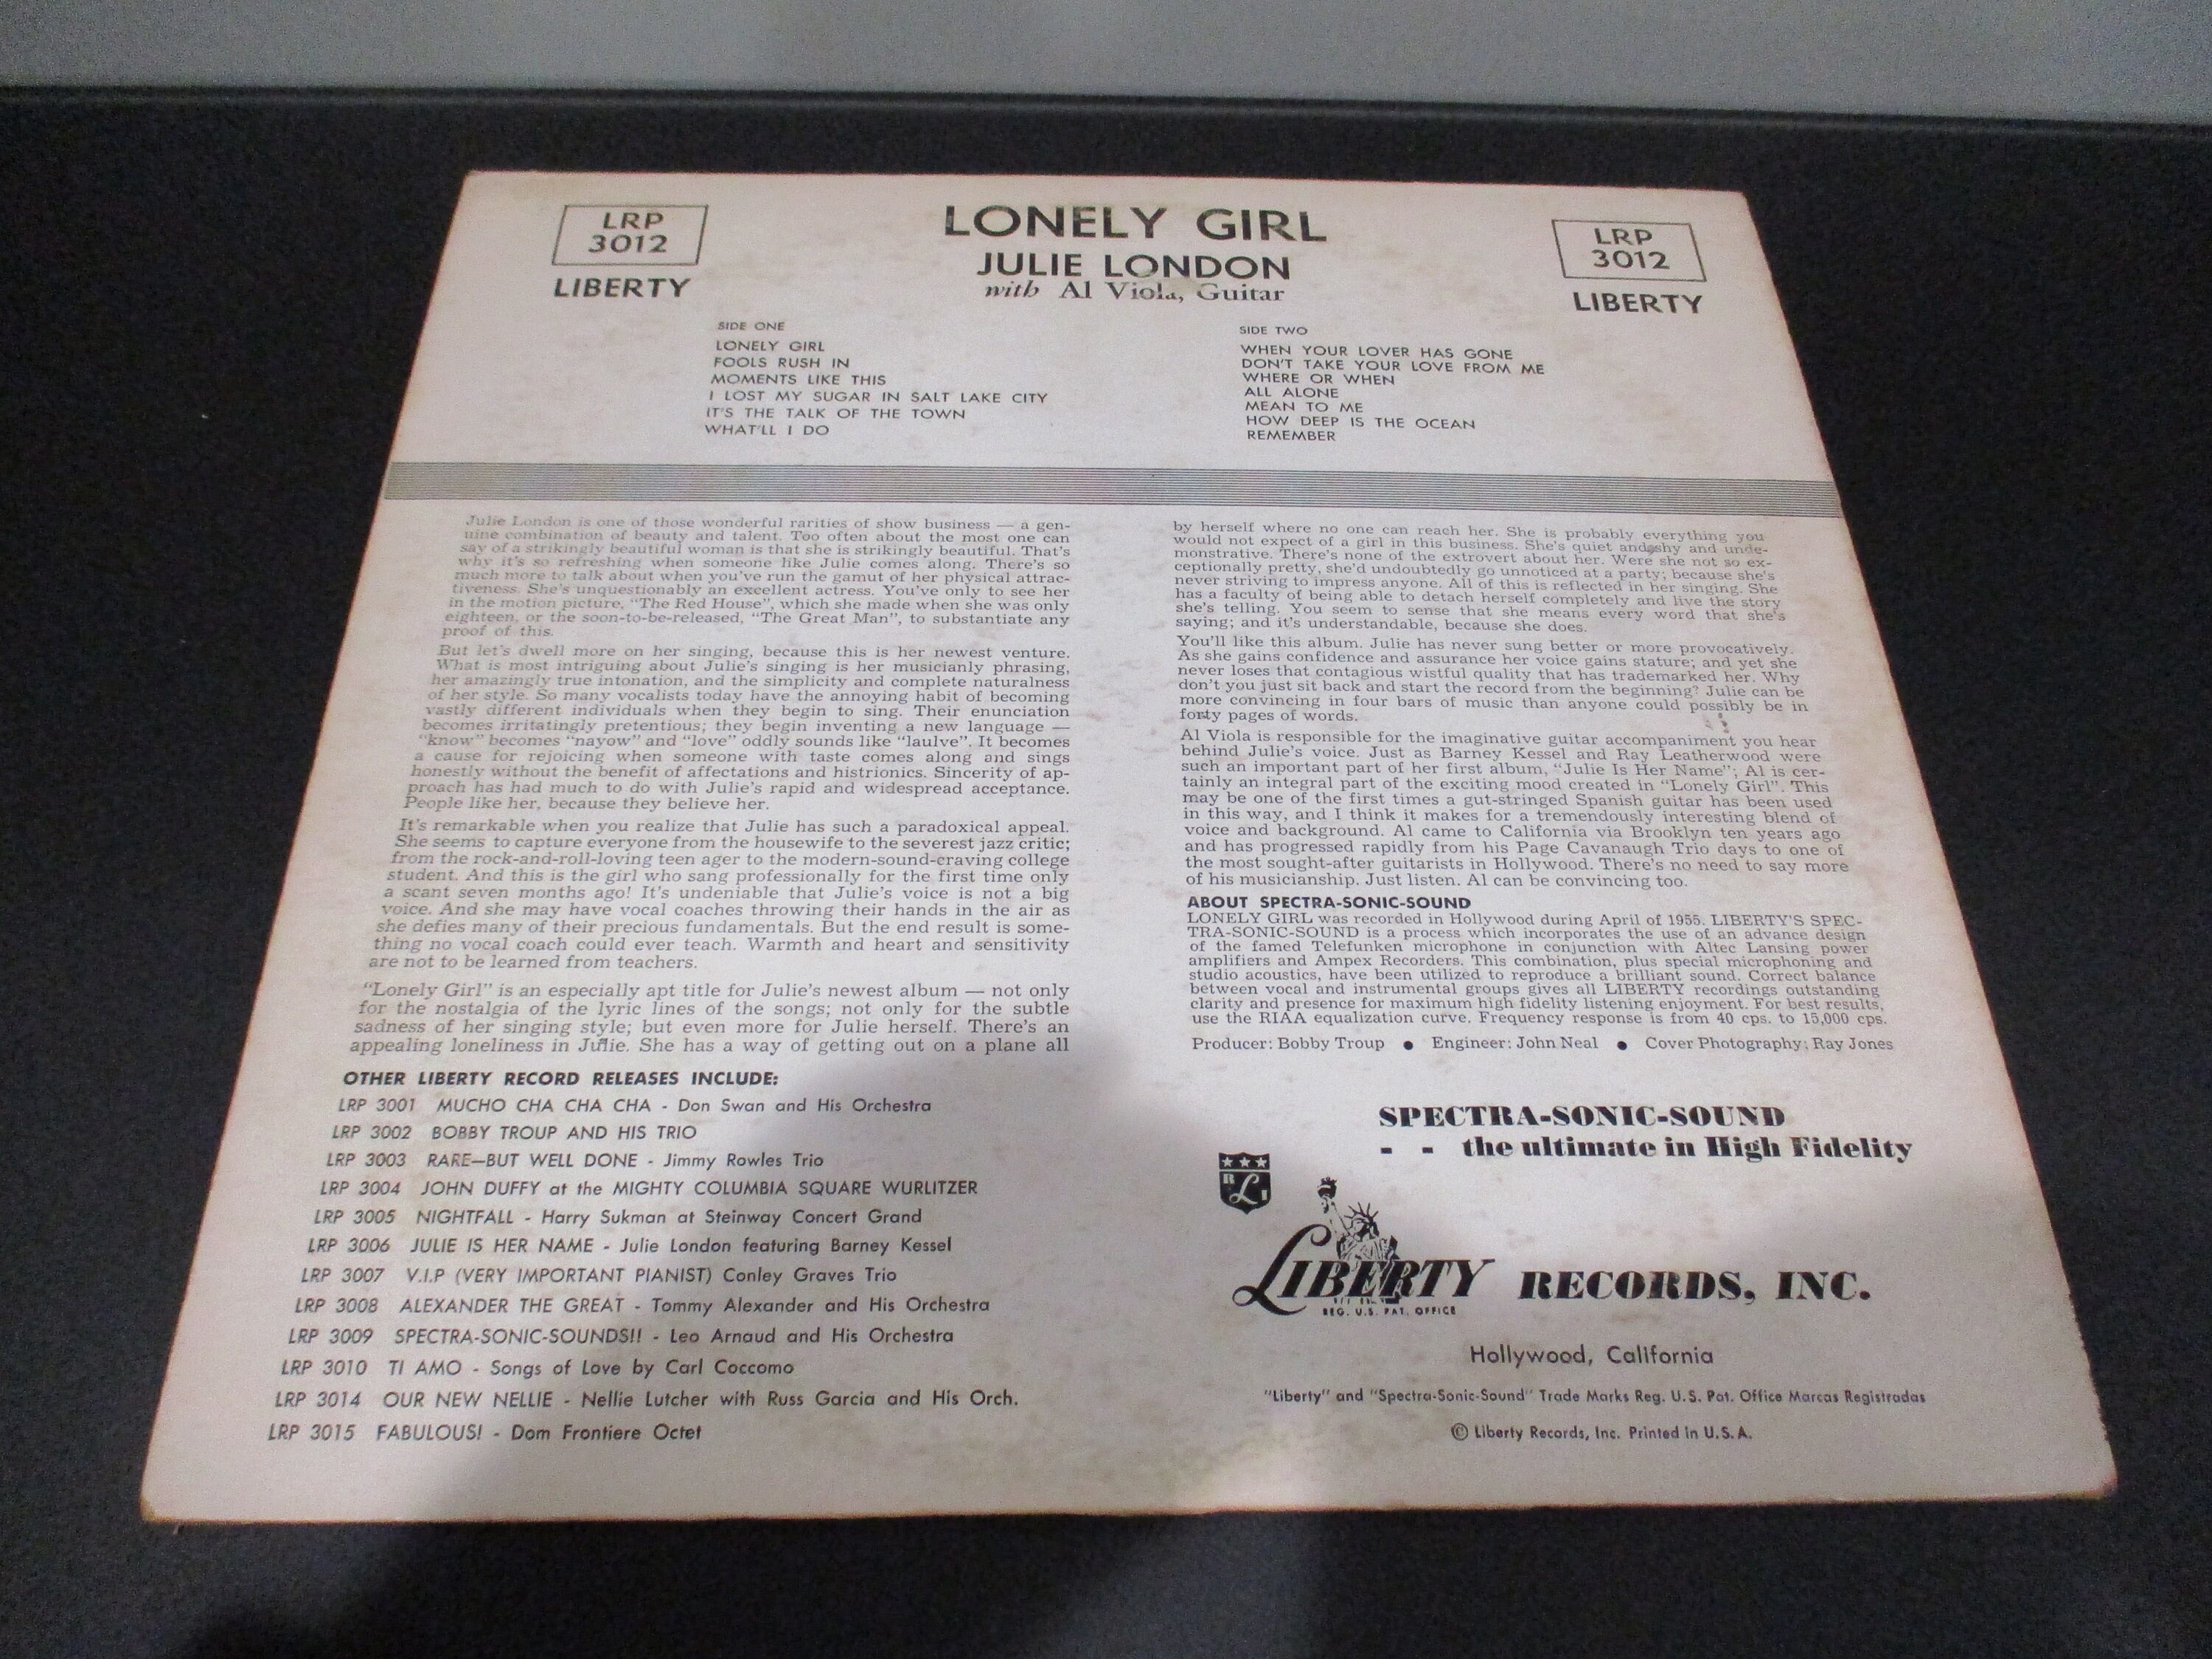 LRP
3012
LIBERTY
LONELY GIRL
JULIE LONDON
with Al Viola, Guitar
LRP
3012
LIBERTY
SIDE ONE
LONELY GIRL
FOOLS RUSH IN
MOMENTS LIKE THIS
I LOST MY SUGAR IN SALT LAKE CITY
IT'S THE TALK OF THE TOWN
WHAT'LL I DO
SIDE TWO
WHEN YOUR LOVER HAS GONE
DON'T TAKE YOUR LOVE FROM ME
WHERE OR WHEN
ALL ALONE
MEAN TO ME
HOW DEEP IS THE OCEAN
REMEMBER
Julie London is one of those wonderful rarities of show business — a gen-
uine combination of beauty and talent. Too often about the most one can
say of a strikingly beautiful woman is that she is strikingly beautiful. That's
why it's so refreshing when someone like Julie comes along. There's so
much more to talk about when you've run the gamut of her physical attrac-
tiveness. She's unquestionably an excellent actress. You've only to see her
in the motion picture, "The Red House", which she made when she was only
eighteen, or the soon-to-be-released, "The Great Man", to substantiate any
proof of this.
But let's dwell more on her singing, because this is her newest venture.
What is most intriguing about Julie's singing is her musicianly phrasing,
her amazingly true intonation, and the simplicity and complete naturalness
of her style. So many vocalists today have the annoying habit of becoming
vastly different individuals when they begin to sing. Their enunciation
becomes irritatingly pretentious; they begin inventing a new language —
"know" becomes "nayow" and "love" oddly sounds like "laulve". It becomes
a cause for rejoicing when someone with taste comes along and sings
honestly without the benefit of affectations and histrionics. Sincerity of ap-
proach has had much to do with Julie's rapid and widespread acceptance.
People like her, because they believe her.
It's remarkable when you realize that Julie has such a paradoxical appeal.
She seems to capture everyone from the housewife to the severest jazz critic;
from the rock-and-roll-loving teen ager to the modern-sound-craving college
student. And this is the girl who sang professionally for the first time only
a scant seven months ago! It's undeniable that Julie's voice is not a big
voice. And she may have vocal coaches throwing their hands in the air as
she defies many of their precious fundamentals. But the end result is some-
thing no vocal coach could ever teach. Warmth and heart and sensitivity
are not to be learned from teachers.
"Lonely Girl" is an especially apt title for Julie's newest album — not only
for the nostalgia of the lyric lines of the songs; not only for the subtle
sadness of her singing style; but even more for Julie herself. There's an
appealing loneliness in Julie. She has a way of getting out on a plane all
by herself where no one can reach her. She is probably everything you
would not expect of a girl in this business. She's quiet and shy and unde-
monstrative. There's none of the extrovert about her. Were she not so ex-
ceptionally pretty, she'd undoubtedly go unnoticed at a party; because she's
never striving to impress anyone. All of this is reflected in her singing. She
has a faculty of being able to detach herself completely and live the story
she's telling. You seem to sense that she means every word that she's
saying; and it's understandable, because she does.
You'll like this album. Julie has never sung better or more provocatively.
As she gains confidence and assurance her voice gains stature; and yet she
never loses that contagious wistful quality that has trademarked her. Why
don't you just sit back and start the record from the beginning? Julie can be
more convincing in four bars of music than anyone could possibly be in
forty pages of words.
Al Viola is responsible for the imaginative guitar accompaniment you hear
behind Julie's voice. Just as Barney Kessel and Ray Leatherwood were
such an important part of her first album, "Julie Is Her Name"; Al is cer-
tainly an integral part of the exciting mood created in "Lonely Girl". This
may be one of the first times a gut-stringed Spanish guitar has been used
in this way, and I think it makes for a tremendously interesting blend of
voice and background. Al came to California via Brooklyn ten years ago
and has progressed rapidly from his Page Cavanaugh Trio days to one of
the most sought-after guitarists in Hollywood. There's no need to say more
of his musicianship. Just listen. Al can be convincing too.
ABOUT SPECTRA-SONIC-SOUND
LONELY GIRL was recorded in Hollywood during April of 1955. LIBERTY'S SPEC-
TRA-SONIC-SOUND is a process which incorporates the use of an advance design
of the famed Telefunken microphone in conjunction with Altec Lansing power
amplifiers and Ampex Recorders. This combination, plus special microphoning and
studio acoustics, have been utilized to reproduce a brilliant sound. Correct balance
between vocal and instrumental groups gives all LIBERTY recordings outstanding
clarity and presence for maximum high fidelity listening enjoyment. For best results,
use the RIAA equalization curve. Frequency response is from 40 cps. to 15,000 cps.
Producer: Bobby Troup • Engineer: John Neal • Cover Photography: Ray Jones
OTHER LIBERTY RECORD RELEASES INCLUDE:
LRP 3001 MUCHO CHA CHA CHA - Don Swan and His Orchestra
LRP 3002 BOBBY TROUP AND HIS TRIO
LRP 3003 RARE—BUT WELL DONE - Jimmy Rowles Trio
LRP 3004 JOHN DUFFY at the MIGHTY COLUMBIA SQUARE WURLITZER
LRP 3005 NIGHTFALL - Harry Sukman at Steinway Concert Grand
LRP 3006 JULIE IS HER NAME - Julie London featuring Barney Kessel
LRP 3007 V.I.P (VERY IMPORTANT PIANIST) Conley Graves Trio
LRP 3008 ALEXANDER THE GREAT - Tommy Alexander and His Orchestra
LRP 3009 SPECTRA-SONIC-SOUNDS!! - Leo Arnaud and His Orchestra
LRP 3010 TI AMO - Songs of Love by Carl Coccomo
LRP 3014 OUR NEW NELLIE - Nellie Lutcher with Russ Garcia and His Orch.
LRP 3015 FABULOUS! - Dom Frontiere Octet
SPECTRA-SONIC-SOUND
- - the ultimate in High Fidelity
R L I
LIBERTY RECORDS, INC.
REG. U.S. PAT. OFFICE
Hollywood, California
"Liberty" and "Spectra-Sonic-Sound" Trade Marks Reg. U.S. Pat. Office Marcas Registradas
© Liberty Records, Inc. Printed in U.S.A.